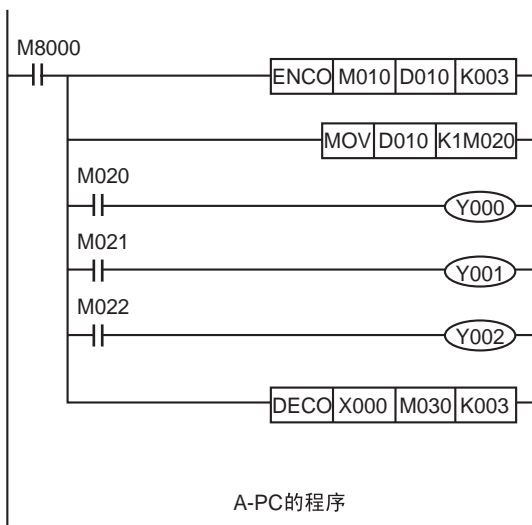 M8000
ENCO M010 D010 K003
MOV D010 K1M020
M020
Y000
M021
Y001
M022
Y002
DECO X000 M030 K003
A-PC的程序